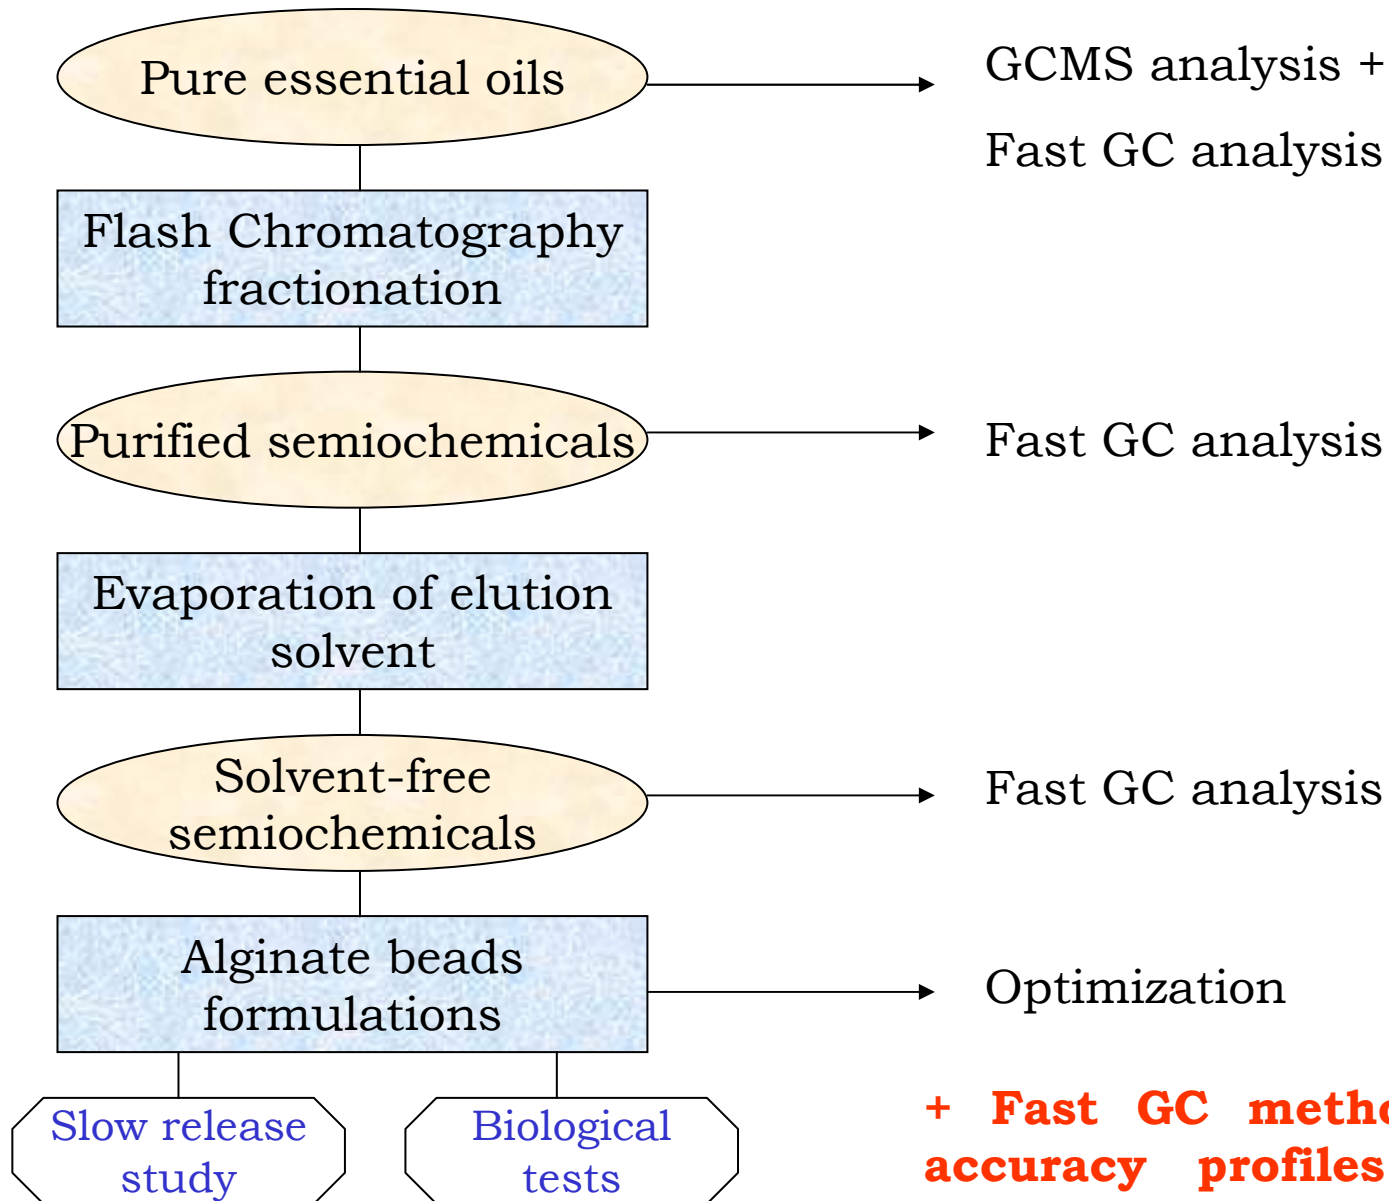 Pure essential oils
GCMS analysis +
Fast GC analysis
Flash Chromatography
fractionation
Purified semiochemicals
Fast GC analysis
Evaporation of elution
solvent
Solvent-free
semiochemicals
Fast GC analysis
Alginate beads
formulations
Optimization
Slow release
study
Biological
tests
+ Fast GC metho
accuracy profiles